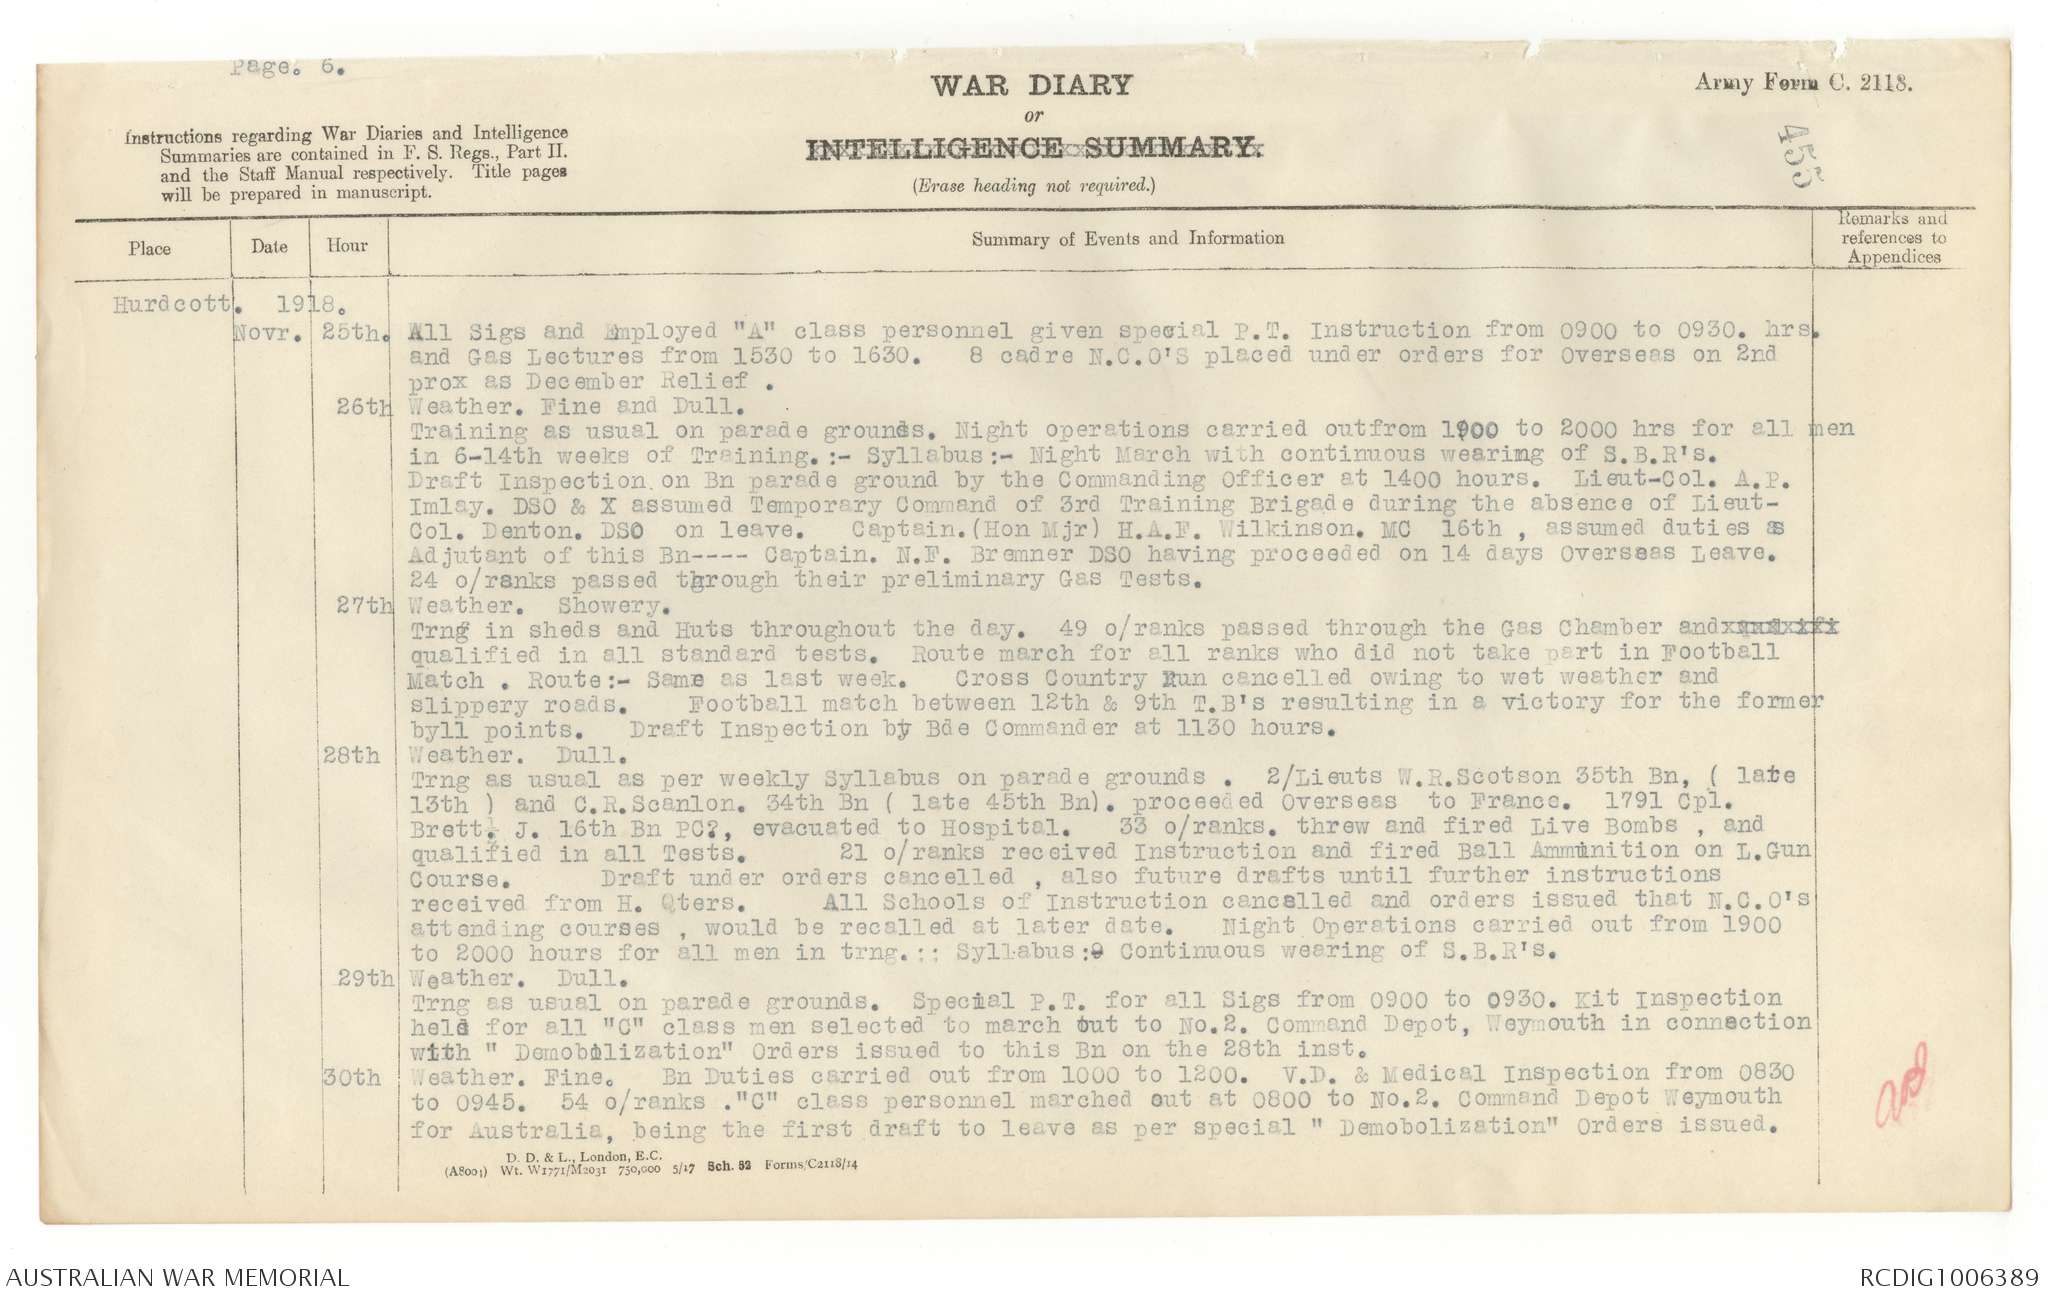 Page. 6.
WAR DIARY
or
INTELLIGENCE SUMMARY.
(Erase heading not required.)
Army Form C. 2118.
455
Instructions regarding War Diaries and Intelligence
Summaries are contained in F. S. Regs., Part II.
and the Staff Manual respectively. Title pages
will be prepared in manuscript.
Place Date Hour Summary of Events and Information Remarks and references to Appendices
Hurdcott. 1918.
Novr. 25th. All Sigs and Employed "A" class personnel given special P.T. Instruction from 0900 to 0930. hrs.
and Gas Lectures from 1530 to 1630. 8 cadre N.C.O'S placed under orders for Overseas on 2nd
prox as December Relief .
26th Weather. Fine and Dull.
Training as usual on parade grounds. Night operations carried outfrom 1900 to 2000 hrs for all men
in 6-14th weeks of Training.:- Syllabus:- Night March with continuous wearing of S.B.R's.
Draft Inspection on Bn parade ground by the Commanding Officer at 1400 hours. Lieut-Col. A.P.
Imlay. DSO & X assumed Temporary Command of 3rd Training Brigade during the absence of Lieut-
Col. Denton. DSO on leave. Captain.(Hon Mjr) H.A.F. Wilkinson. MC 16th , assumed duties as
Adjutant of this Bn---- Captain. N.F. Bremner DSO having proceeded on 14 days Overseas Leave.
24 o/ranks passed through their preliminary Gas Tests.
27th Weather. Showery.
Trng in sheds and Huts throughout the day. 49 o/ranks passed through the Gas Chamber and
qualified in all standard tests. Route march for all ranks who did not take part in Football
Match . Route:- Same as last week. Cross Country Run cancelled owing to wet weather and
slippery roads. Football match between 12th & 9th T.B's resulting in a victory for the former
byll points. Draft Inspection by Bde Commander at 1130 hours.
28th Weather. Dull.
Trng as usual as per weekly Syllabus on parade grounds . 2/Lieuts W.R.Scotson 35th Bn, ( late
13th ) and C.R.Scanlon. 34th Bn ( late 45th Bn). proceeded Overseas to France. 1791 Cpl.
Brett. J. 16th Bn PC?, evacuated to Hospital. 33 o/ranks. threw and fired Live Bombs , and
qualified in all Tests. 21 o/ranks received Instruction and fired Ball Ammunition on L.Gun
Course. Draft under orders cancelled , also future drafts until further instructions
received from H. Qters. All Schools of Instruction cancelled and orders issued that N.C.O's
attending courses , would be recalled at later date. Night Operations carried out from 1900
to 2000 hours for all men in trng.:: Syllabus: Continuous wearing of S.B.R's.
29th Weather. Dull.
Trng as usual on parade grounds. Special P.T. for all Sigs from 0900 to 0930. Kit Inspection
held for all "C" class men selected to march out to No.2. Command Depot, Weymouth in connection
with " Demobilization" Orders issued to this Bn on the 28th inst.
30th Weather. Fine. Bn Duties carried out from 1000 to 1200. V.D. & Medical Inspection from 0830
to 0945. 54 o/ranks ."C" class personnel marched out at 0800 to No.2. Command Depot Weymouth
for Australia, being the first draft to leave as per special " Demobolization" Orders issued.
D. D. & L., London, E.C.
(A8004) Wt. W1771/M2031 750,000 5/17 Sch. 52 Forms/C2118/14
AUSTRALIAN WAR MEMORIAL
RCDIG1006389